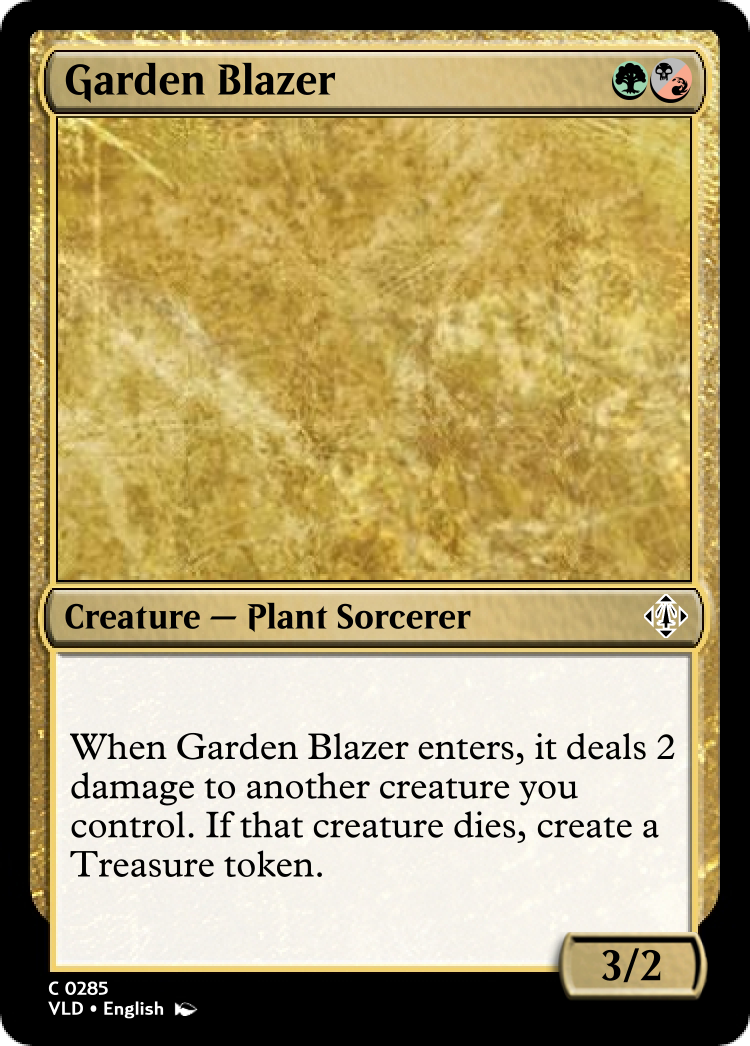 Garden Blazer
Creature — Plant Sorcerer
When Garden Blazer enters, it deals 2
damage to another creature you
control. If that creature dies, create a
Treasure token.
3/2
C 0285
VLD • English